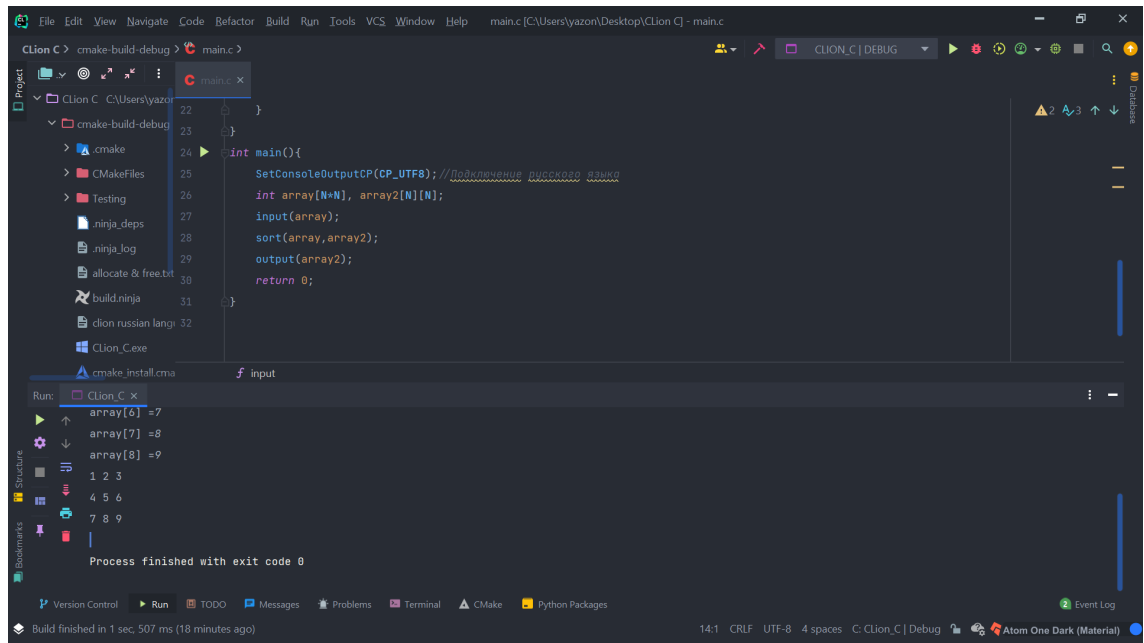 File Edit View Navigate Code Refactor Build Run Tools VCS Window Help main.c [C:\Users\yazon\Desktop\CLion C] - main.c
CLion C > cmake-build-debug > main.c >
CLION_C | DEBUG
Project
main.c ×
CLion C C:\Users\yazon
cmake-build-debug
.cmake
CMakeFiles
Testing
.ninja_deps
.ninja_log
allocate & free.txt
build.ninja
clion russian langu
CLion_C.exe
cmake_install.cma
22 }
23 }
24 int main(){
25 SetConsoleOutputCP(CP_UTF8);//Подключение русского языка
26 int array[N*N], array2[N][N];
27 input(array);
28 sort(array,array2);
29 output(array2);
30 return 0;
31 }
32
2 3
Database
f input
Run: CLion_C ×
array[6] =7
array[7] =8
array[8] =9
1 2 3
4 5 6
7 8 9
Process finished with exit code 0
Structure
Bookmarks
Version Control Run TODO Messages Problems Terminal CMake Python Packages 2 Event Log
Build finished in 1 sec, 507 ms (18 minutes ago) 14:1 CRLF UTF-8 4 spaces C: CLion_C | Debug Atom One Dark (Material)